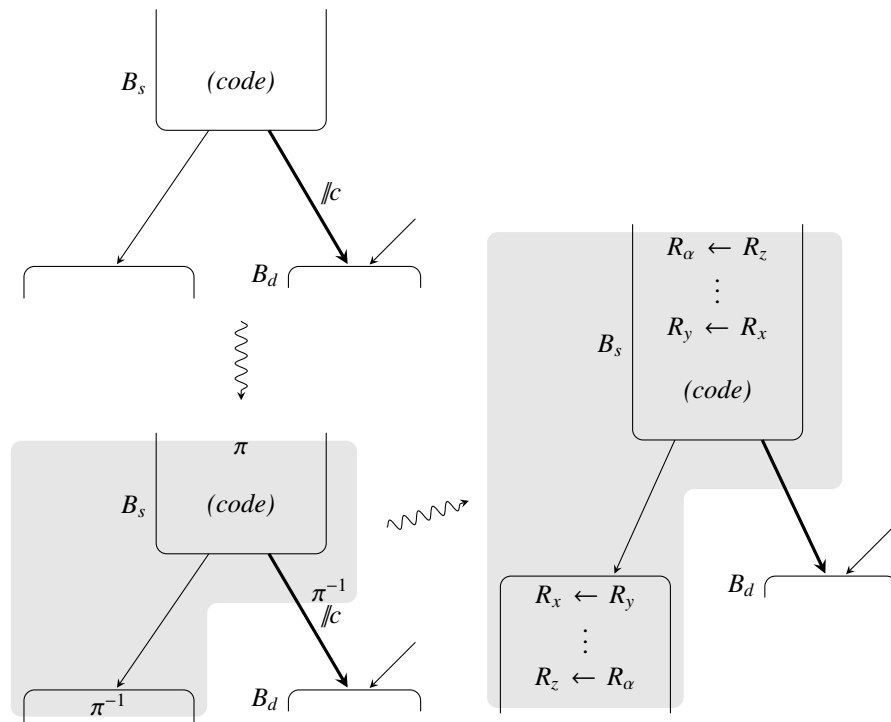 B_s (code)
//c
B_d
π
B_s (code)
π⁻¹
//c
B_d
π⁻¹
R_α ← R_z
⋮
R_y ← R_x
B_s
(code)
B_d
R_x ← R_y
⋮
R_z ← R_α